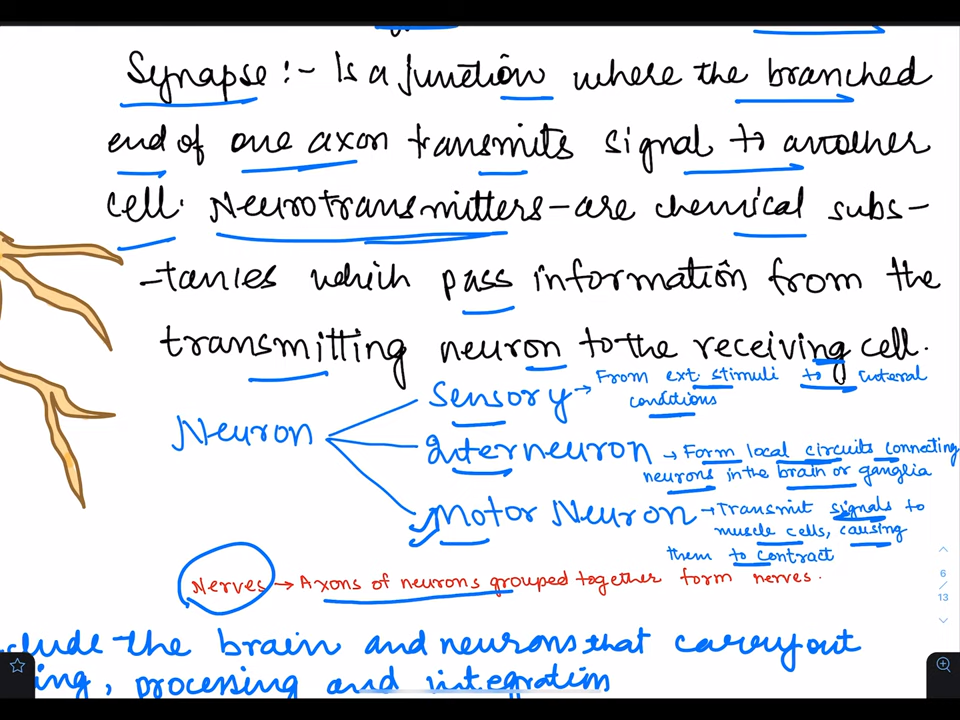 Synapse :- Is a junction where the branched
end of one axon transmits signal to another
cell. Neurotransmitters - are chemical subs-
-tances which pass information from the
transmitting neuron to the receiving cell.
Sensory → From ext. stimuli to
conditions
Neuron
Interneuron → Form local circuits connecting
neurons in the brain or ganglia
Motor Neuron → Transmit signals to
muscle cells, causing
them to contract
Nerves → Axons of neurons grouped together form nerves.
clude the brain and neurons that carry out
ing, processing and integration
6
/
13